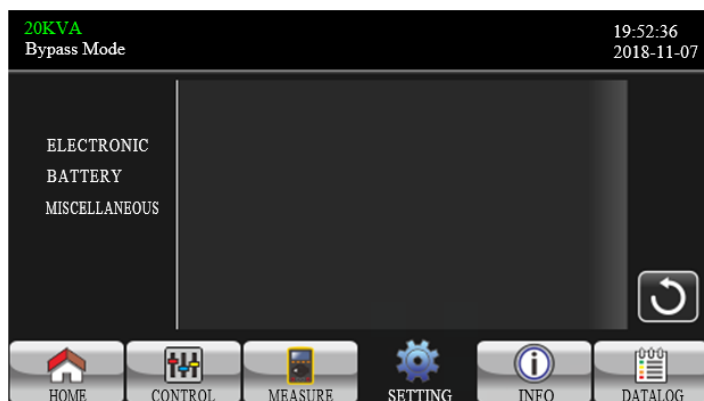 20KVA
Bypass Mode
19:52:36
2018-11-07
ELECTRONIC
BATTERY
MISCELLANEOUS
HOME
CONTROL
MEASURE
SETTING
INFO
DATALOG